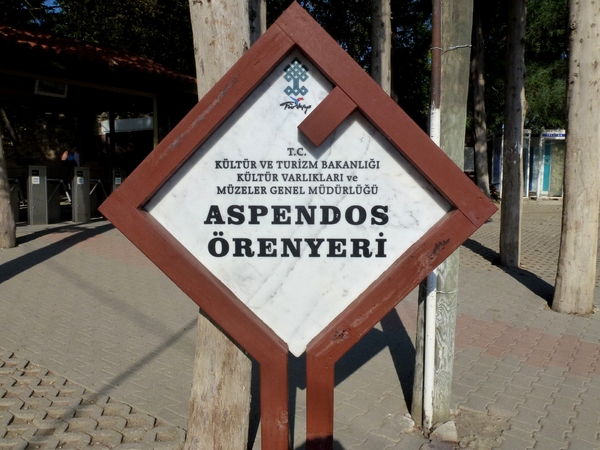 Türkiye
T.C.
KÜLTÜR VE TURİZM BAKANLIĞI
KÜLTÜR VARLIKLARI ve
MÜZELER GENEL MÜDÜRLÜĞÜ
ASPENDOS
ÖRENYERİ